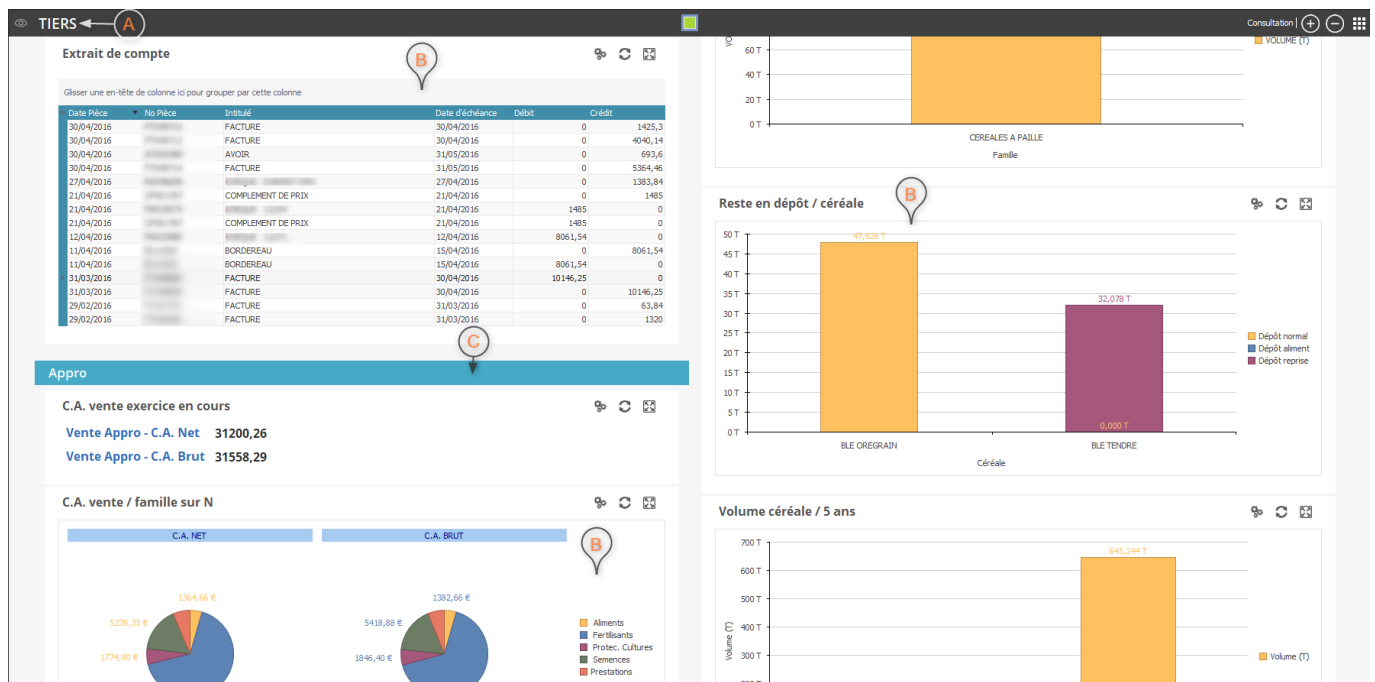 TIERS
A
Consultation |
Extrait de compte
B
Glisser une en-tête de colonne ici pour grouper par cette colonne
Date Pièce No Pièce Intitulé Date d'échéance Débit Crédit
30/04/2016 FACTURE 30/04/2016 0 1425,3
30/04/2016 FACTURE 30/04/2016 0 4040,14
30/04/2016 AVOIR 31/05/2016 0 693,6
30/04/2016 FACTURE 31/05/2016 0 5364,46
27/04/2016 27/04/2016 0 1383,84
21/04/2016 COMPLEMENT DE PRIX 21/04/2016 0 1485
21/04/2016 21/04/2016 1485 0
21/04/2016 COMPLEMENT DE PRIX 21/04/2016 1485 0
12/04/2016 12/04/2016 8061,54 0
11/04/2016 BORDEREAU 15/04/2016 0 8061,54
11/04/2016 BORDEREAU 15/04/2016 8061,54 0
31/03/2016 FACTURE 30/04/2016 10146,25 0
31/03/2016 FACTURE 30/04/2016 0 10146,25
29/02/2016 FACTURE 31/03/2016 0 63,84
29/02/2016 FACTURE 31/03/2016 0 1320
C
Appro
C.A. vente exercice en cours
Vente Appro - C.A. Net 31200,26
Vente Appro - C.A. Brut 31558,29
C.A. vente / famille sur N
C.A. NET C.A. BRUT
B
1364,66 €
5276,35 €
1774,90 €
1382,66 €
5418,88 €
1846,40 €
Aliments
Fertilisants
Protec. Cultures
Semences
Prestations
VOLUME (T)
60 T
40 T
20 T
0 T
CEREALES A PAILLE
Famille
Reste en dépôt / céréale
B
50 T
45 T
40 T
35 T
30 T
25 T
20 T
15 T
10 T
5 T
0 T
47,926 T
32,078 T
0,000 T
BLE OREGRAIN
BLE TENDRE
Céréale
Dépôt normal
Dépôt aliment
Dépôt reprise
Volume céréale / 5 ans
700 T
600 T
500 T
400 T
300 T
Volume (T)
645,244 T
Volume (T)